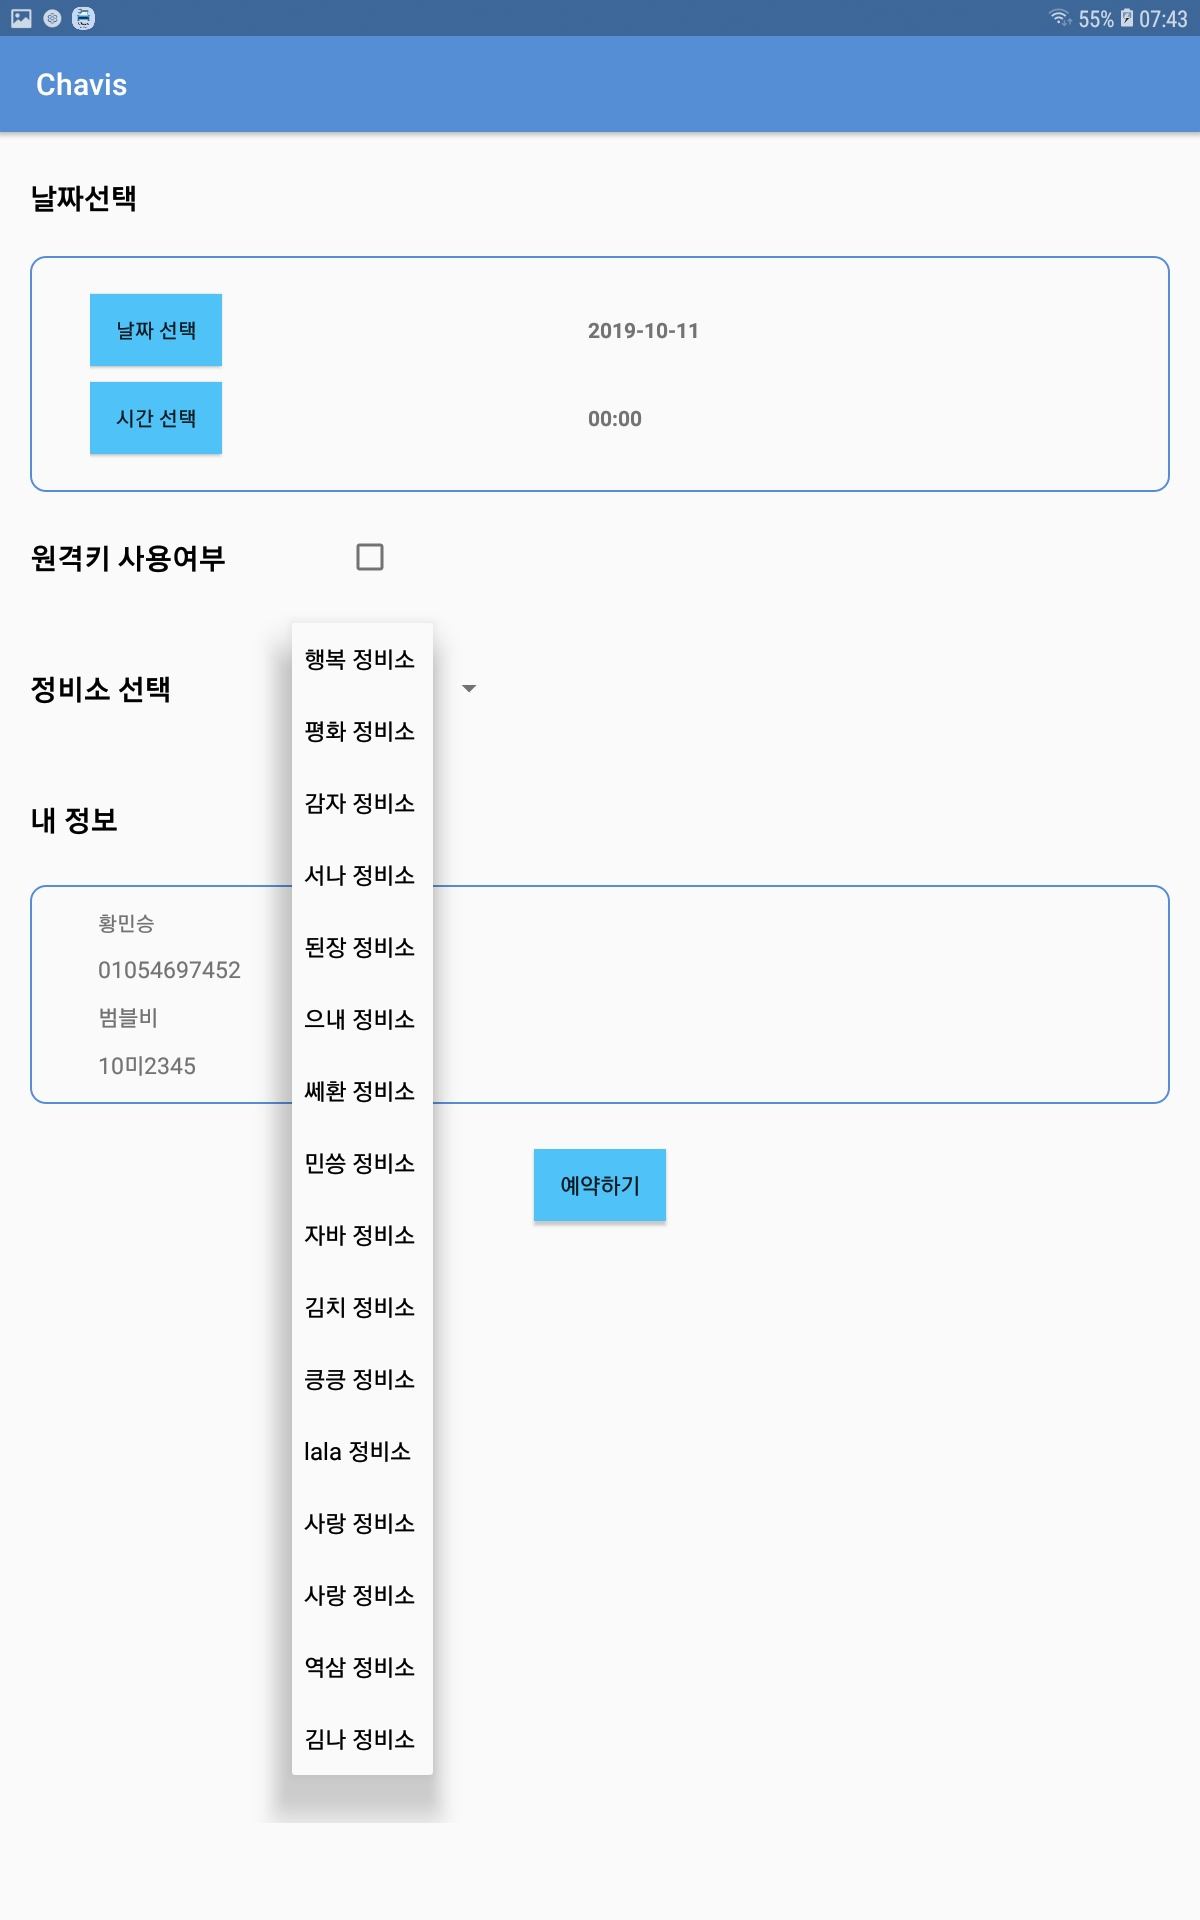 55% 07:43
Chavis
날짜선택
날짜 선택 2019-10-11
시간 선택 00:00
원격키 사용여부
정비소 선택
행복 정비소
평화 정비소
감자 정비소
서나 정비소
된장 정비소
으내 정비소
쎄환 정비소
민쓩 정비소
자바 정비소
김치 정비소
킁킁 정비소
lala 정비소
사랑 정비소
사랑 정비소
역삼 정비소
김나 정비소
내 정보
황민승
01054697452
범블비
10미2345
예약하기